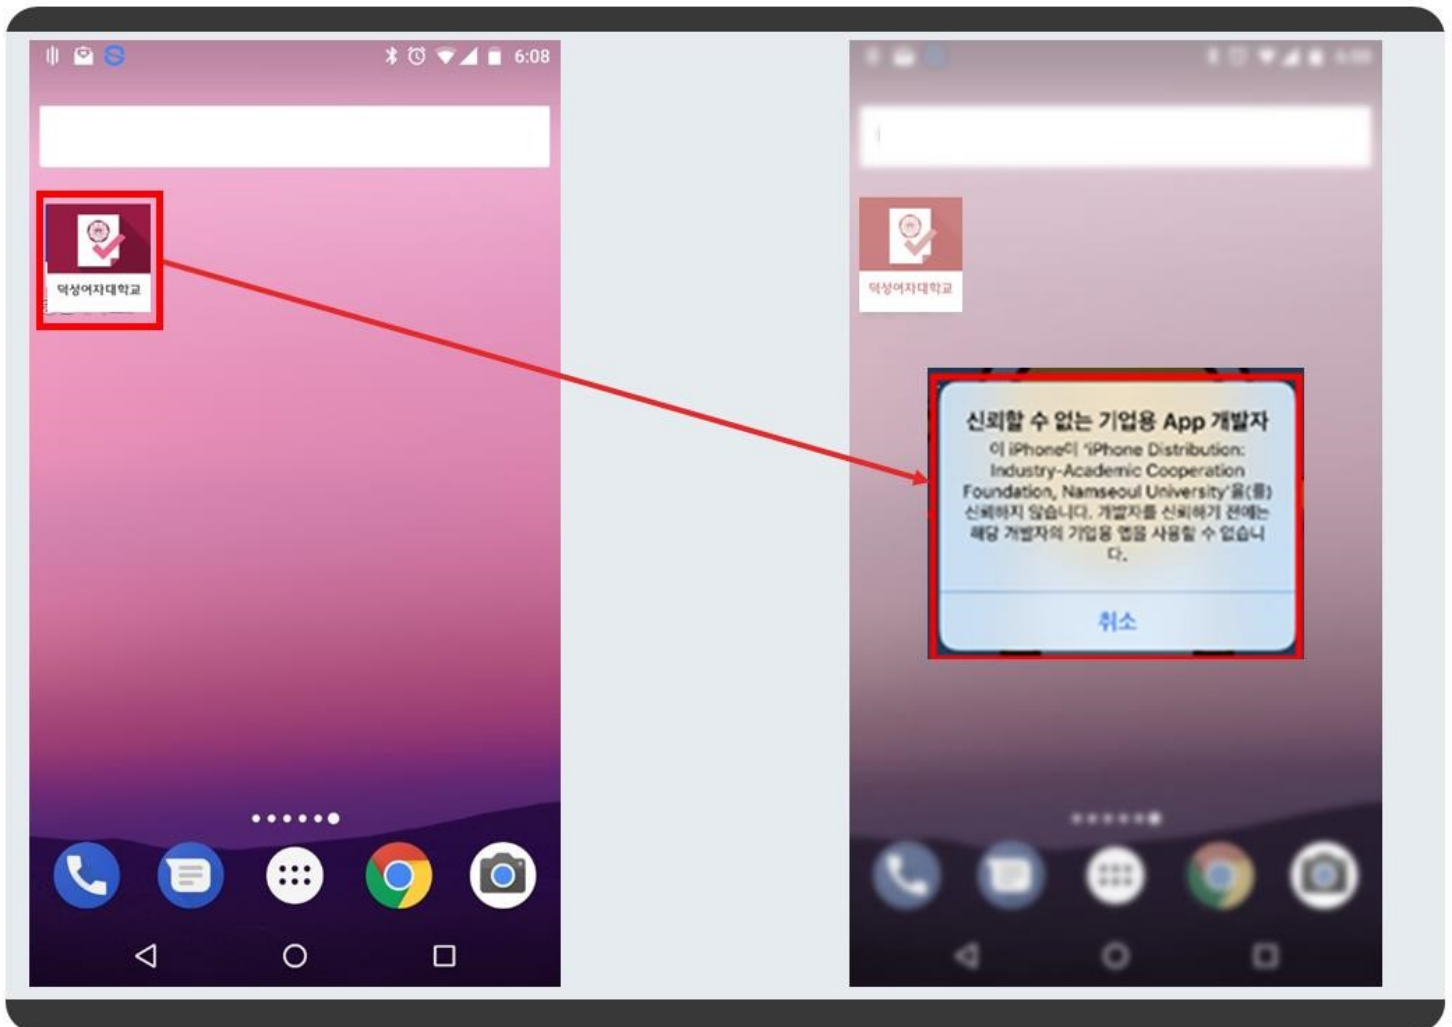 6:08
덕성여자대학교
덕성여자대학교
신뢰할 수 없는 기업용 App 개발자
이 iPhone이 'iPhone Distribution:
Industry-Academic Cooperation
Foundation, Namseoul University'을(를)
신뢰하지 않습니다. 개발자를 신뢰하기 전에는
해당 개발자의 기업용 앱을 사용할 수 없습니
다.
취소